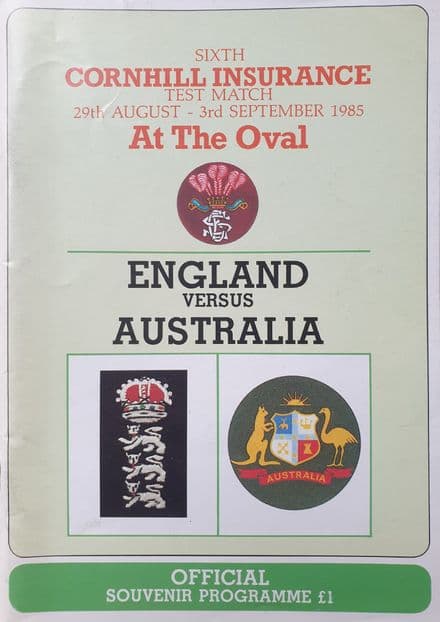 SIXTH
CORNHILL INSURANCE
TEST MATCH
29th AUGUST - 3rd SEPTEMBER 1985
At The Oval
ENGLAND
VERSUS
AUSTRALIA
AUSTRALIA
OFFICIAL
SOUVENIR PROGRAMME £1